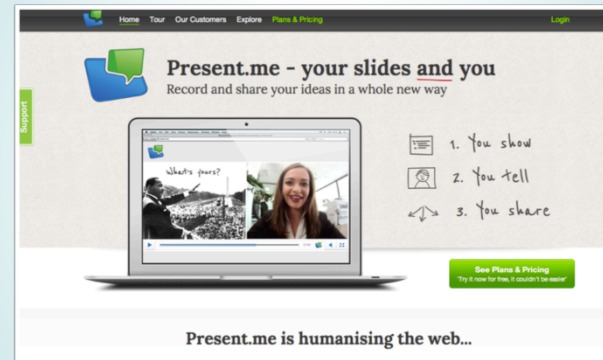 Home Tour Our Customers Explore Plans & Pricing Login
Present.me - your slides and you
Record and share your ideas in a whole new way
Support
What's yours?
1. You show
2. You tell
3. You share
See Plans & Pricing
'Try it now for free, it couldn't be easier'
Present.me is humanising the web...